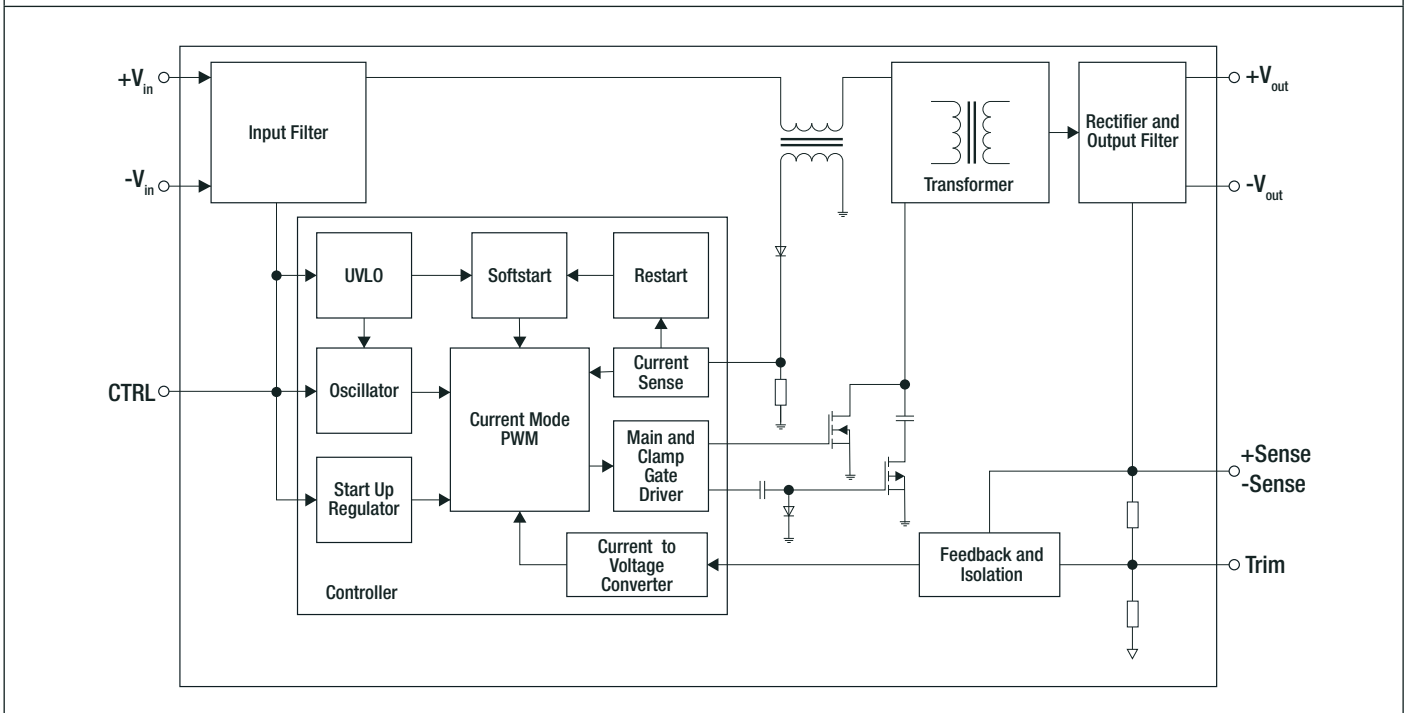 +Vin
Input Filter
-Vin
Transformer
Rectifier and
Output Filter
+Vout
-Vout
UVLO
Softstart
Restart
CTRL
Oscillator
Current Mode
PWM
Current
Sense
Main and
Clamp
Gate
Driver
Start Up
Regulator
Current to
Voltage
Converter
Controller
Feedback and
Isolation
+Sense
-Sense
Trim